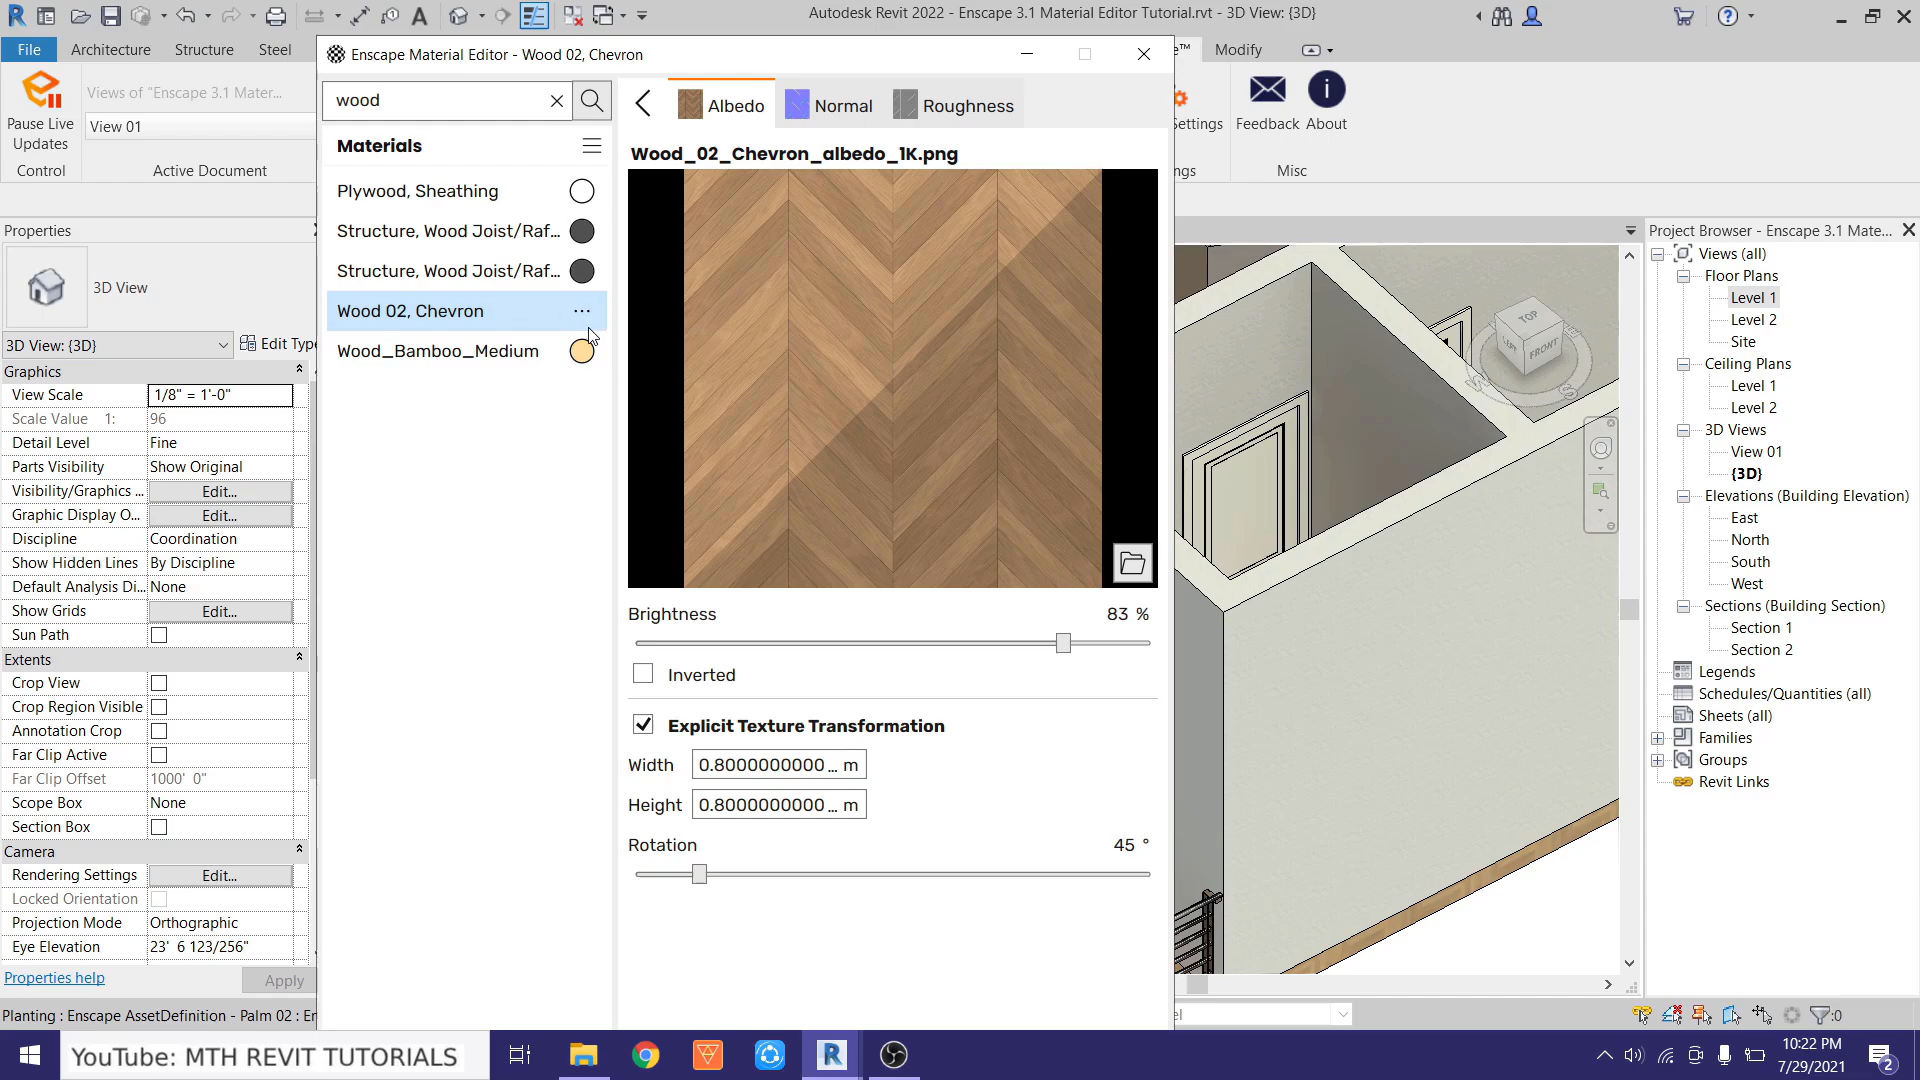 Autodesk Revit 2022 - Enscape 3.1 Material Editor Tutorial.rvt - 3D View: {3D}
File
Architecture
Structure
Steel
Modify
Pause Live
Updates
Control
Views of "Enscape 3.1 Mater...
View 01
Active Document
Settings
Feedback
About
Misc
Enscape Material Editor - Wood 02, Chevron
wood
Materials
Plywood, Sheathing
Structure, Wood Joist/Raf...
Structure, Wood Joist/Raf...
Wood 02, Chevron
Wood_Bamboo_Medium
Albedo
Normal
Roughness
Wood_02_Chevron_albedo_1K.png
Brightness
83 %
Inverted
Explicit Texture Transformation
Width
0.8000000000... m
Height
0.8000000000... m
Rotation
45 °
Properties
3D View
3D View: {3D}
Edit Type
Graphics
View Scale
1/8" = 1'-0"
Scale Value 1:
96
Detail Level
Fine
Parts Visibility
Show Original
Visibility/Graphics ...
Edit...
Graphic Display O...
Edit...
Discipline
Coordination
Show Hidden Lines
By Discipline
Default Analysis Di...
None
Show Grids
Edit...
Sun Path
Extents
Crop View
Crop Region Visible
Annotation Crop
Far Clip Active
Far Clip Offset
1000' 0"
Scope Box
None
Section Box
Camera
Rendering Settings
Edit...
Locked Orientation
Projection Mode
Orthographic
Eye Elevation
23' 6 123/256"
Properties help
Apply
TOP
FRONT
W
S
Project Browser - Enscape 3.1 Mate...
Views (all)
Floor Plans
Level 1
Level 2
Site
Ceiling Plans
Level 1
Level 2
3D Views
View 01
{3D}
Elevations (Building Elevation)
East
North
South
West
Sections (Building Section)
Section 1
Section 2
Legends
Schedules/Quantities (all)
Sheets (all)
Families
Groups
Revit Links
Planting : Enscape AssetDefinition - Palm 02 : En
:0
YouTube: MTH REVIT TUTORIALS
10:22 PM
7/29/2021
2